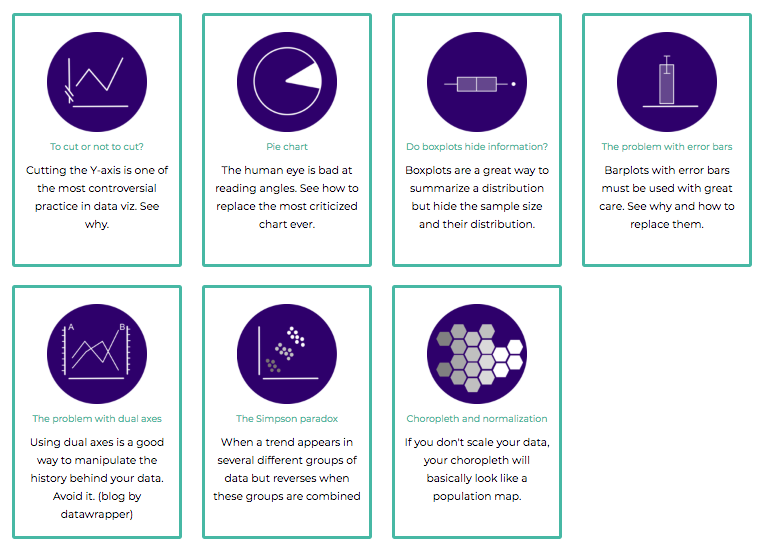 To cut or not to cut?
Cutting the Y-axis is one of
the most controversial
practice in data viz. See
why.
Pie chart
The human eye is bad at
reading angles. See how to
replace the most criticized
chart ever.
Do boxplots hide information?
Boxplots are a great way to
summarize a distribution
but hide the sample size
and their distribution.
The problem with error bars
Barplots with error bars
must be used with great
care. See why and how to
replace them.
A
B
The problem with dual axes
Using dual axes is a good
way to manipulate the
history behind your data.
Avoid it. (blog by
datawrapper)
The Simpson paradox
When a trend appears in
several different groups of
data but reverses when
these groups are combined
Choropleth and normalization
If you don't scale your data,
your choropleth will
basically look like a
population map.